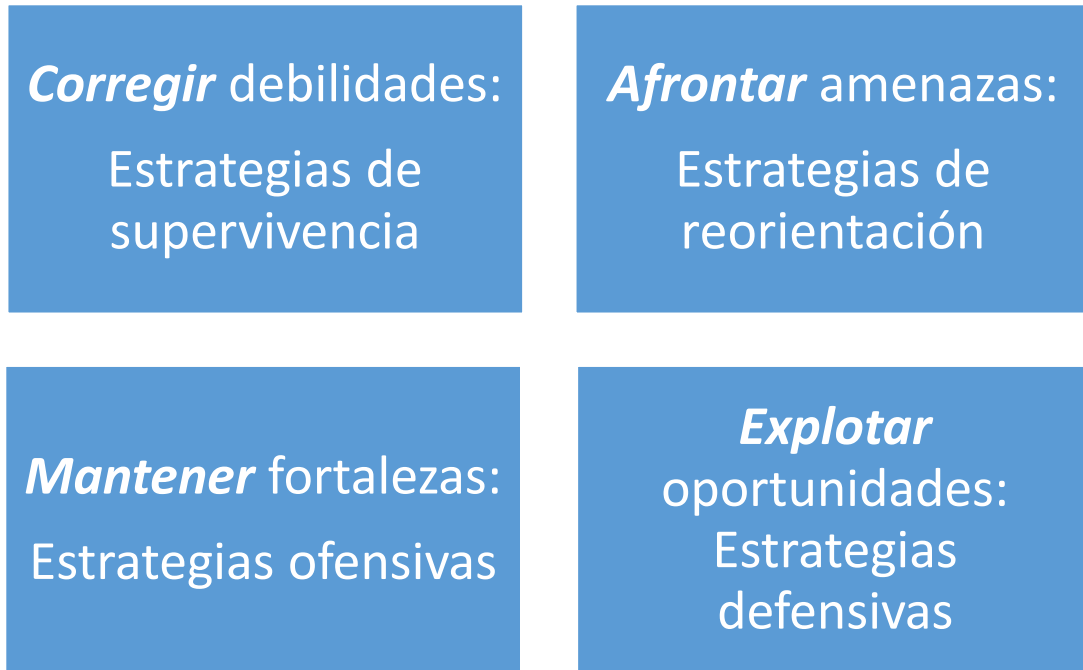 Corregir debilidades:
Estrategias de
supervivencia
Afrontar amenazas:
Estrategias de
reorientación
Mantener fortalezas:
Estrategias ofensivas
Explotar
oportunidades:
Estrategias
defensivas